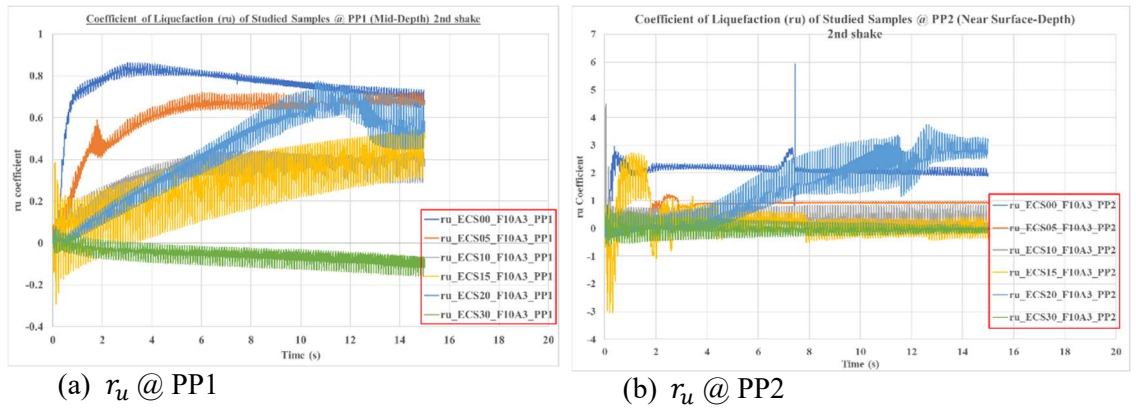 Coefficient of Liquefaction (ru) of Studied Samples @ PP1 (Mid-Depth) 2nd shake
1
0.8
0.6
0.4
0.2
0
-0.2
-0.4
ru coefficient
0 2 4 6 8 10 12 14 16 18 20
Time (s)
ru_ECS00_F10A3_PP1
ru_ECS05_F10A3_PP1
ru_ECS10_F10A3_PP1
ru_ECS15_F10A3_PP1
ru_ECS20_F10A3_PP1
ru_ECS30_F10A3_PP1
(a) r_u @ PP1
Coefficient of Liquefaction (ru) of Studied Samples @ PP2 (Near Surface-Depth)
2nd shake
7
6
5
4
3
2
1
0
-1
-2
-3
-4
ru Coefficient
0 2 4 6 8 10 12 14 16 18 20
Time (s)
ru_ECS00_F10A3_PP2
ru_ECS05_F10A3_PP2
ru_ECS10_F10A3_PP2
ru_ECS15_F10A3_PP2
ru_ECS20_F10A3_PP2
ru_ECS30_F10A3_PP2
(b) r_u @ PP2